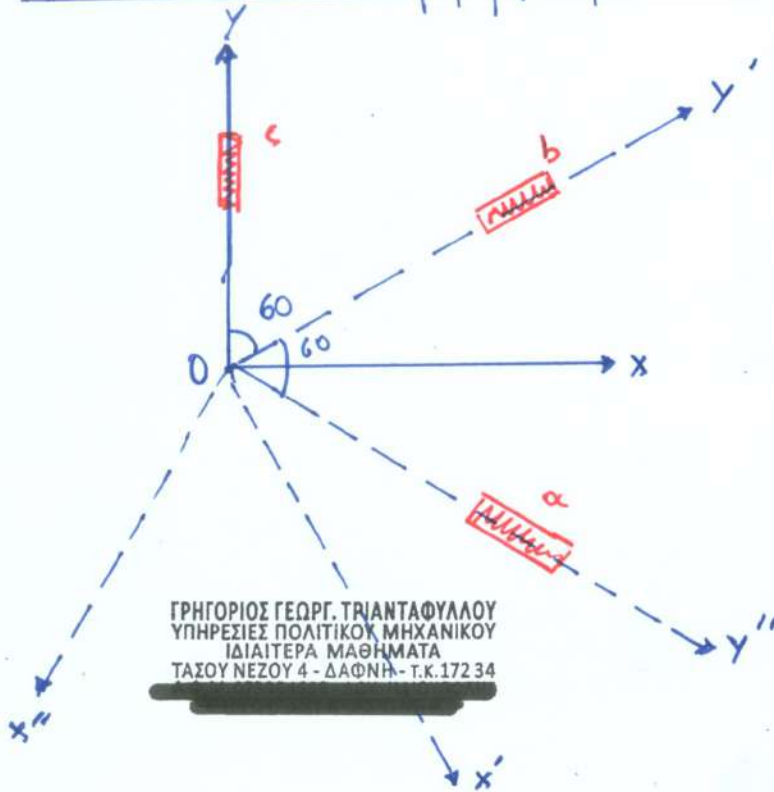 Y
Y'
c
b
60
60
O
X
a
ΓΡΗΓΟΡΙΟΣ ΓΕΩΡΓ. ΤΡΙΑΝΤΑΦΥΛΛΟΥ
ΥΠΗΡΕΣΙΕΣ ΠΟΛΙΤΙΚΟΥ ΜΗΧΑΝΙΚΟΥ
ΙΔΙΑΙΤΕΡΑ ΜΑΘΗΜΑΤΑ
ΤΑΣΟΥ ΝΕΖΟΥ 4 - ΔΑΦΝΗ - τ.κ. 172 34
Y''
X''
X'